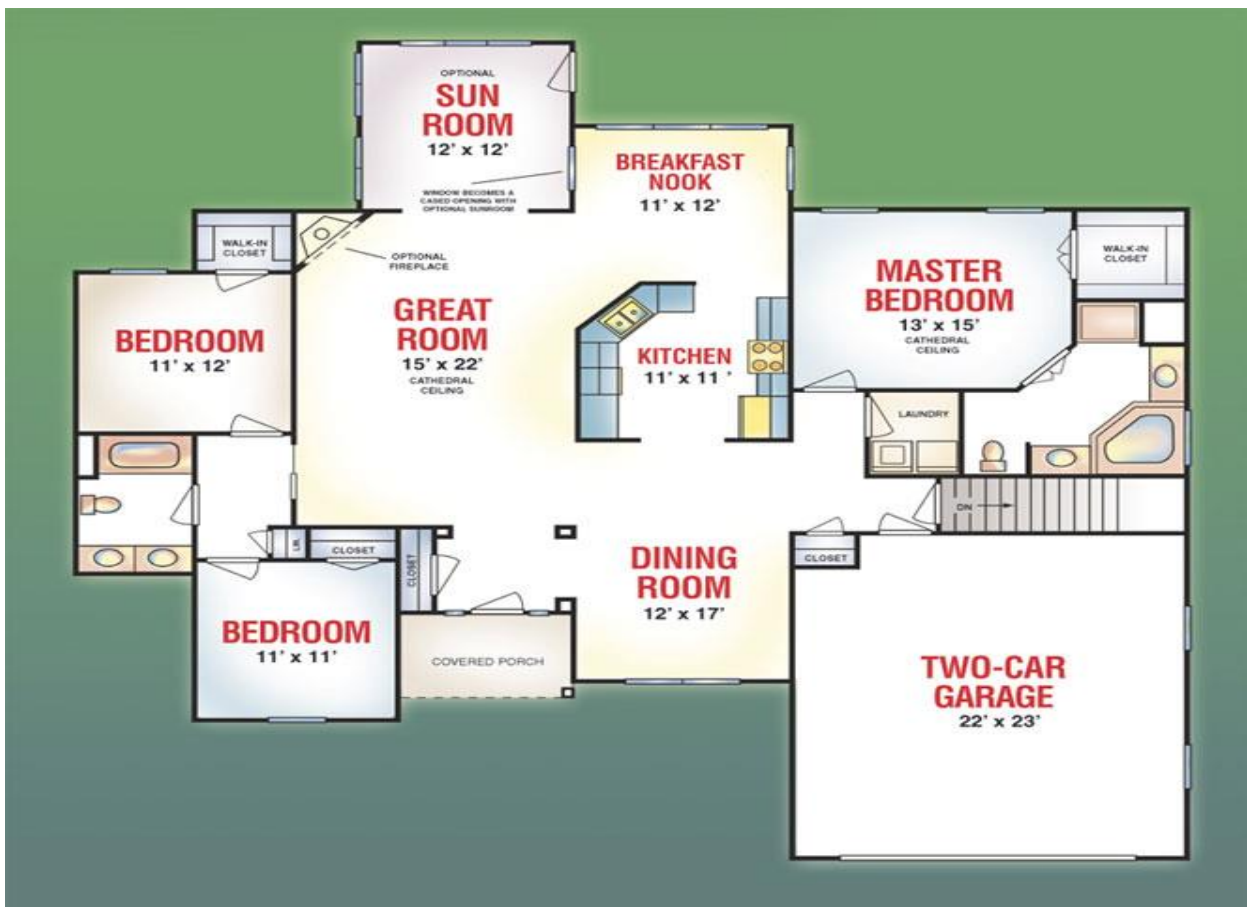 OPTIONAL
SUN
ROOM
12' x 12'
WINDOW BECOMES A
CASED OPENING WITH
OPTIONAL SUNROOM
BREAKFAST
NOOK
11' x 12'
WALK-IN
CLOSET
OPTIONAL
FIREPLACE
GREAT
ROOM
15' x 22'
CATHEDRAL
CEILING
BEDROOM
11' x 12'
KITCHEN
11' x 11'
MASTER
BEDROOM
13' x 15'
CATHEDRAL
CEILING
WALK-IN
CLOSET
LAUNDRY
DN
LIN.
CLOSET
CLOSET
BEDROOM
11' x 11'
COVERED PORCH
DINING
ROOM
12' x 17'
CLOSET
TWO-CAR
GARAGE
22' x 23'